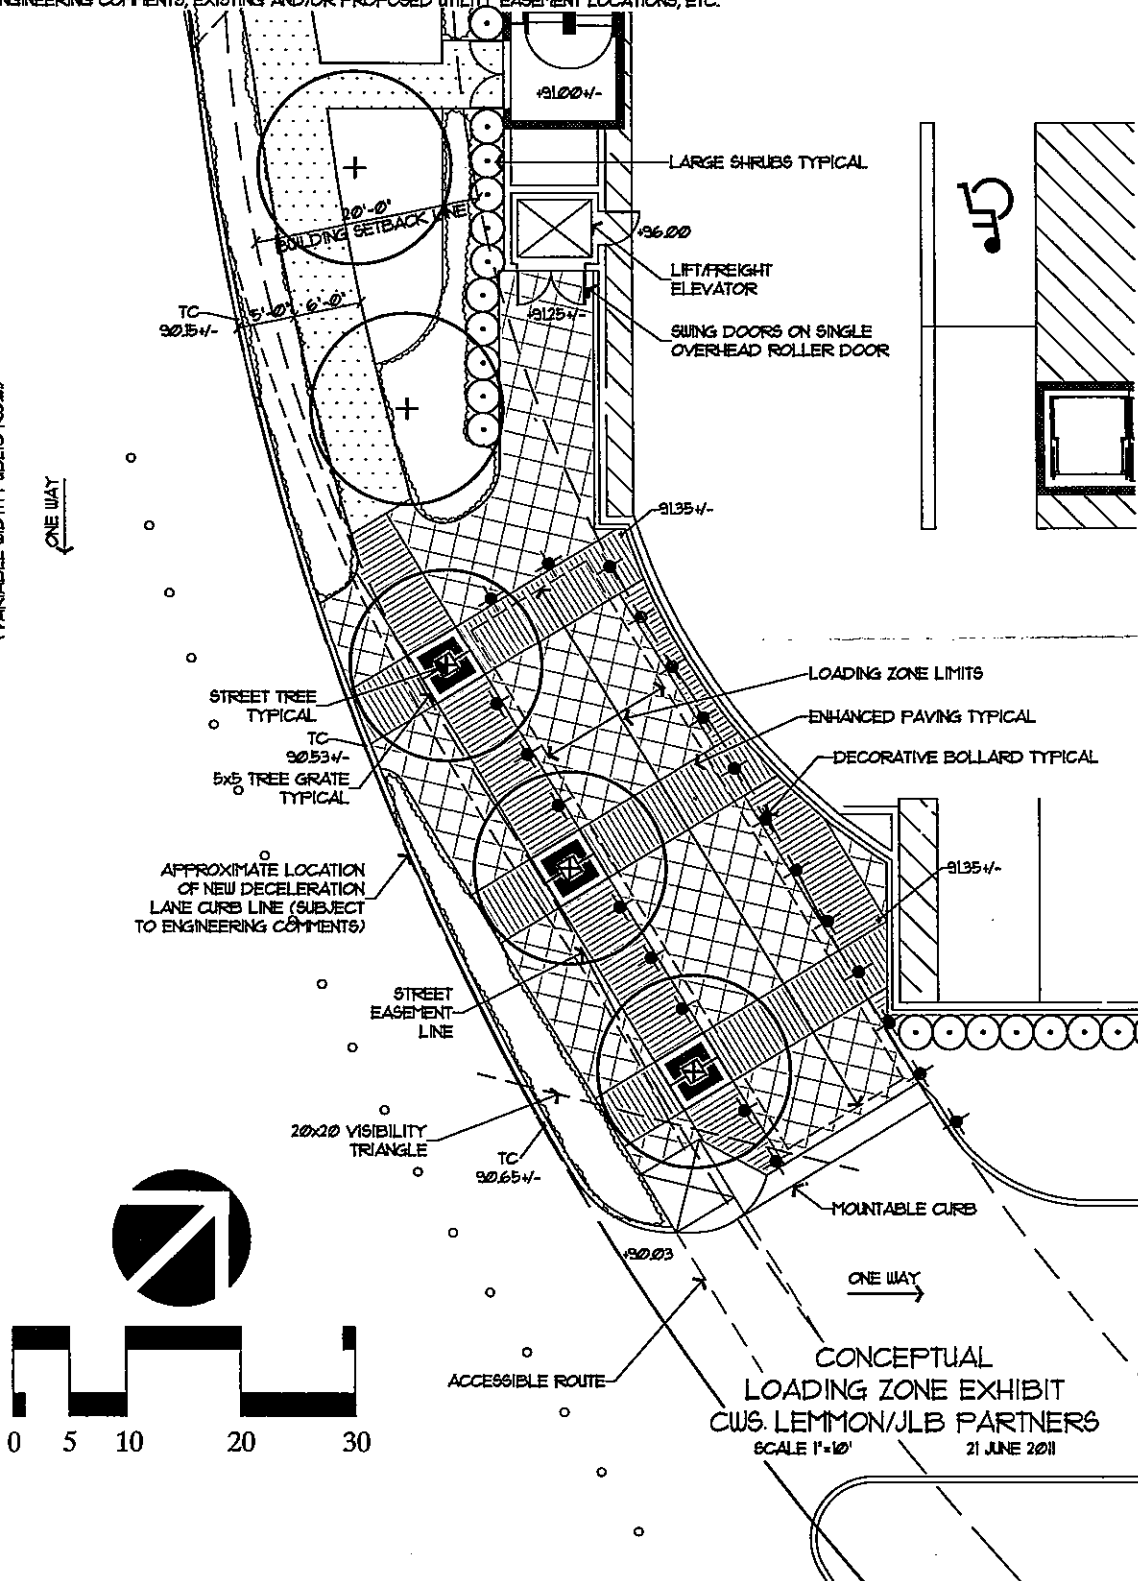 ENGINEERING COMMENTS, EXISTING AND/OR PROPOSED UTILITY EASEMENT LOCATIONS, ETC.
+91.00+/-
LARGE SHRUBS TYPICAL
20'-0"
BUILDING SETBACK LINE
+96.00
LIFT/FREIGHT
ELEVATOR
TC
90.15+/-
5'-0"
6'-0"
+91.25+/-
SWING DOORS ON SINGLE
OVERHEAD ROLLER DOOR
ONE WAY
91.35+/-
LOADING ZONE LIMITS
STREET TREE
TYPICAL
ENHANCED PAVING TYPICAL
TC
90.53+/-
DECORATIVE BOLLARD TYPICAL
5x5 TREE GRATE
TYPICAL
APPROXIMATE LOCATION
OF NEW DECELERATION
LANE CURB LINE (SUBJECT
TO ENGINEERING COMMENTS)
91.35+/-
STREET
EASEMENT
LINE
20x20 VISIBILITY
TRIANGLE
TC
90.65+/-
MOUNTABLE CURB
+90.03
ONE WAY
ACCESSIBLE ROUTE
CONCEPTUAL
LOADING ZONE EXHIBIT
CWS. LEMMON/JLB PARTNERS
SCALE 1"=10'
21 JUNE 2011
0 5 10 20 30